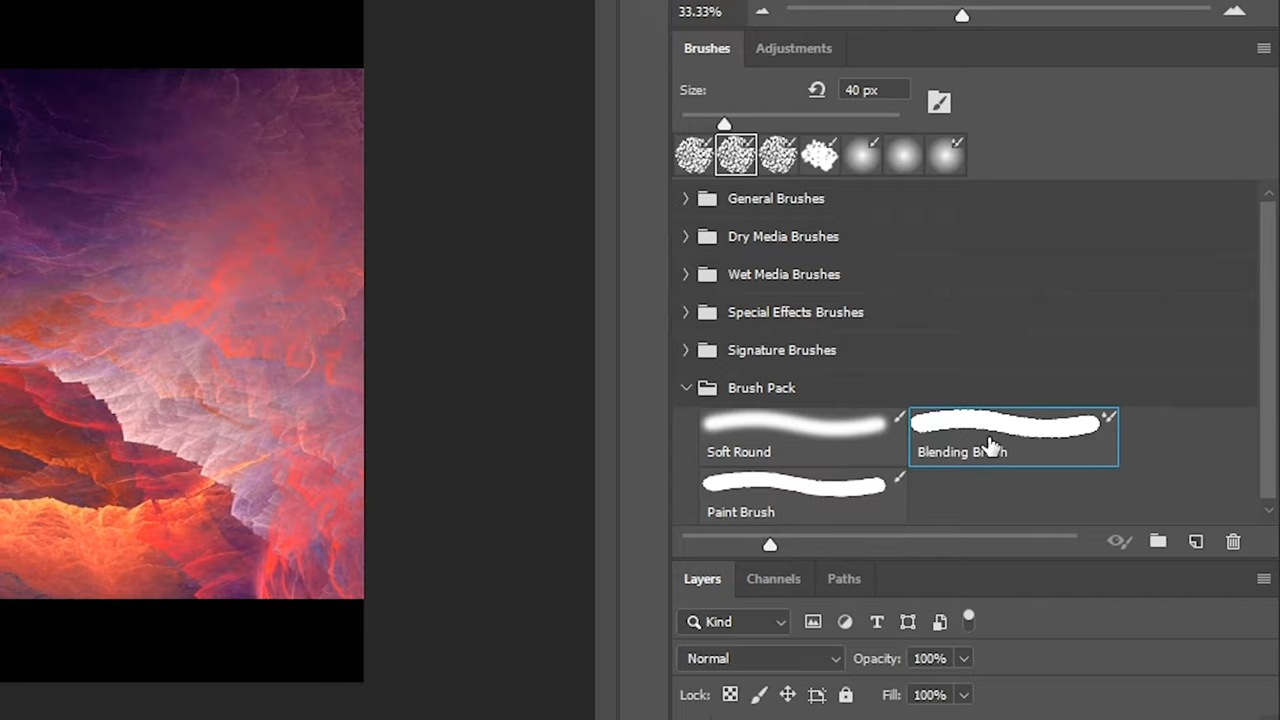 33.33%
Brushes Adjustments
Size: 40 px
General Brushes
Dry Media Brushes
Wet Media Brushes
Special Effects Brushes
Signature Brushes
Brush Pack
Soft Round Blending Brush
Paint Brush
Layers Channels Paths
Kind
Normal Opacity: 100%
Lock: Fill: 100%